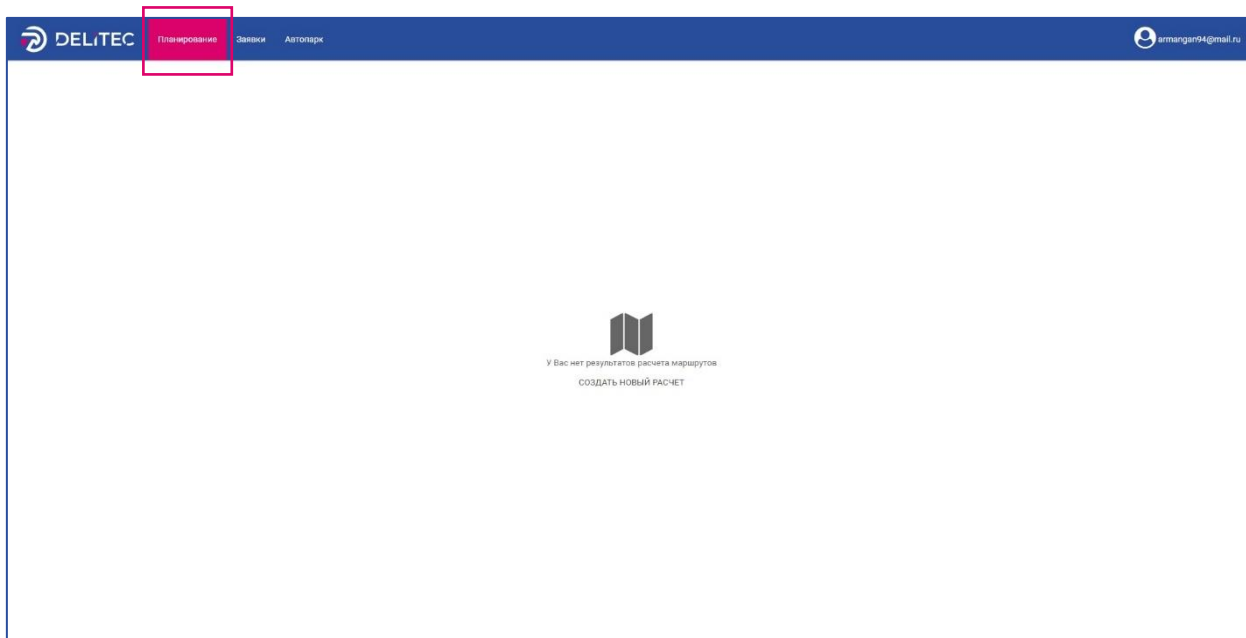 DELITEC Планирование Заявки Автопарк armangan94@mail.ru
У Вас нет результатов расчета маршрутов
СОЗДАТЬ НОВЫЙ РАСЧЕТ